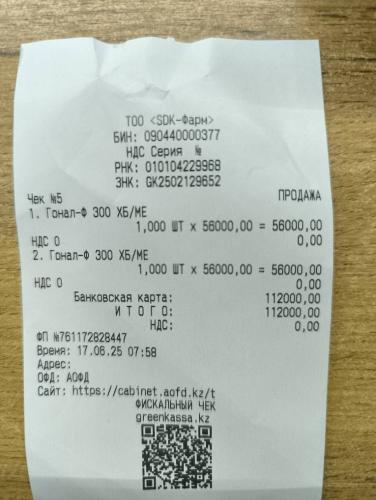 ТОО <SDK-Фарм>
БИН: 090440000377
НДС Серия №
РНК: 010104229968
ЗНК: GK2502129652
Чек №5 ПРОДАЖА
1. Гонал-Ф 300 ХБ/МЕ
1,000 ШТ x 56000,00 = 56000,00
НДС 0 0,00
2. Гонал-Ф 300 ХБ/МЕ
1,000 ШТ x 56000,00 = 56000,00
НДС 0 0,00
Банковская карта: 112000,00
И Т О Г О: 112000,00
НДС: 0,00
ФП №761172828447
Время: 17.06.25 07:58
Адрес:
ОФД: АОФД
Сайт: https://cabinet.aofd.kz/t
ФИСКАЛЬНЫЙ ЧЕК
greenkassa.kz